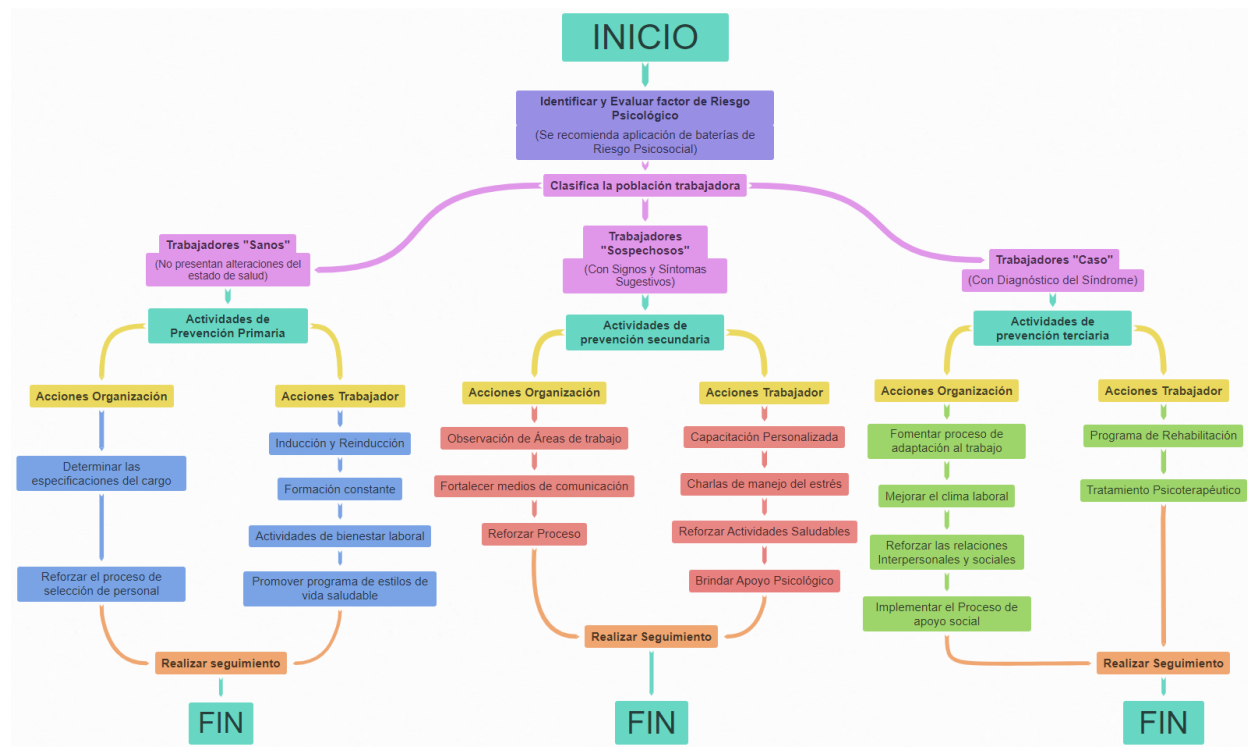 INICIO
Identificar y Evaluar factor de Riesgo
Psicológico
(Se recomienda aplicación de baterías de
Riesgo Psicosocial)
Clasifica la población trabajadora
Trabajadores "Sanos"
(No presentan alteraciones del
estado de salud)
Actividades de
Prevención Primaria
Acciones Organización
Determinar las
especificaciones del cargo
Reforzar el proceso de
selección de personal
Acciones Trabajador
Inducción y Reinducción
Formación constante
Actividades de bienestar laboral
Promover programa de estilos de
vida saludable
Realizar seguimiento
FIN
Trabajadores
"Sospechosos"
(Con Signos y Síntomas
Sugestivos)
Actividades de
prevención secundaria
Acciones Organización
Observación de Áreas de trabajo
Fortalecer medios de comunicación
Reforzar Proceso
Acciones Trabajador
Capacitación Personalizada
Charlas de manejo del estrés
Reforzar Actividades Saludables
Brindar Apoyo Psicológico
Realizar Seguimiento
FIN
Trabajadores "Caso"
(Con Diagnóstico del Síndrome)
Actividades de
prevención terciaria
Acciones Organización
Fomentar proceso de
adaptación al trabajo
Mejorar el clima laboral
Reforzar las relaciones
Interpersonales y sociales
Implementar el Proceso de
apoyo social
Acciones Trabajador
Programa de Rehabilitación
Tratamiento Psicoterapéutico
Realizar Seguimiento
FIN